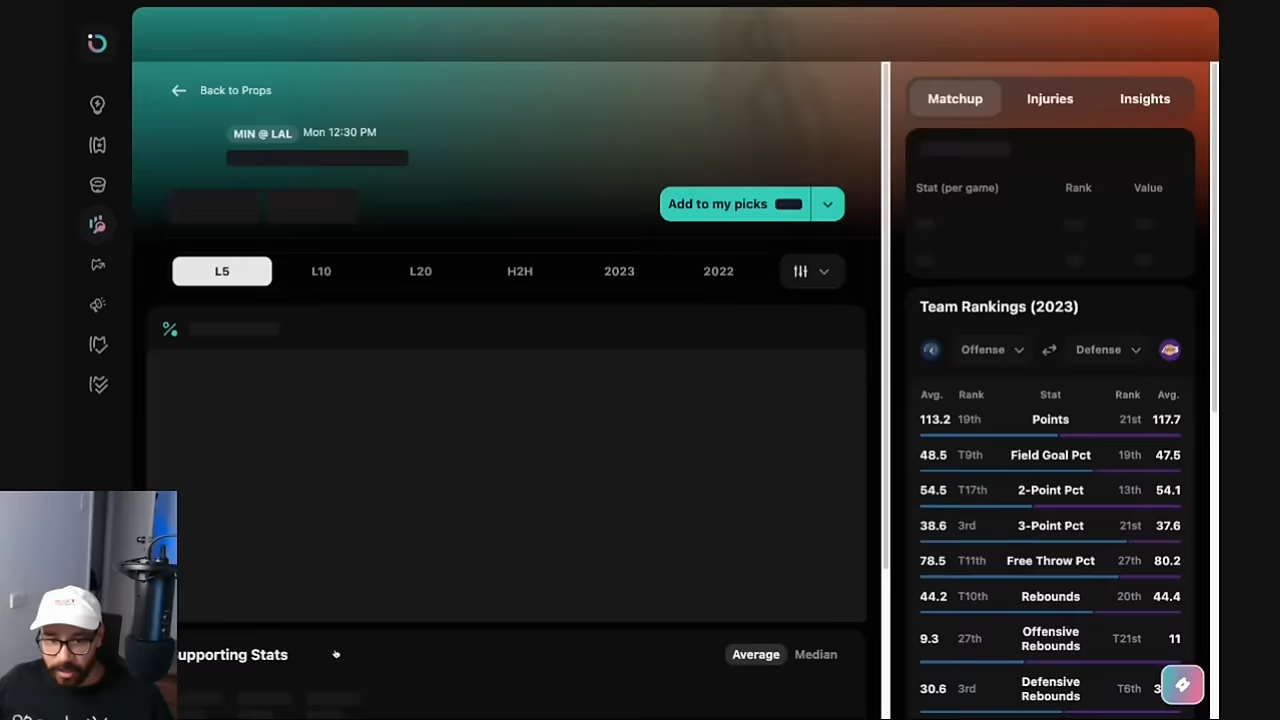 Back to Props
MIN @ LAL Mon 12:30 PM
Add to my picks
L5 L10 L20 H2H 2023 2022
%
upporting Stats
Average Median
Matchup Injuries Insights
Stat (per game) Rank Value
Team Rankings (2023)
Offense Defense
Avg. Rank Stat Rank Avg.
113.2 19th Points 21st 117.7
48.5 T9th Field Goal Pct 19th 47.5
54.5 T17th 2-Point Pct 13th 54.1
38.6 3rd 3-Point Pct 21st 37.6
78.5 T11th Free Throw Pct 27th 80.2
44.2 T10th Rebounds 20th 44.4
9.3 27th Offensive Rebounds T21st 11
30.6 3rd Defensive Rebounds T6th